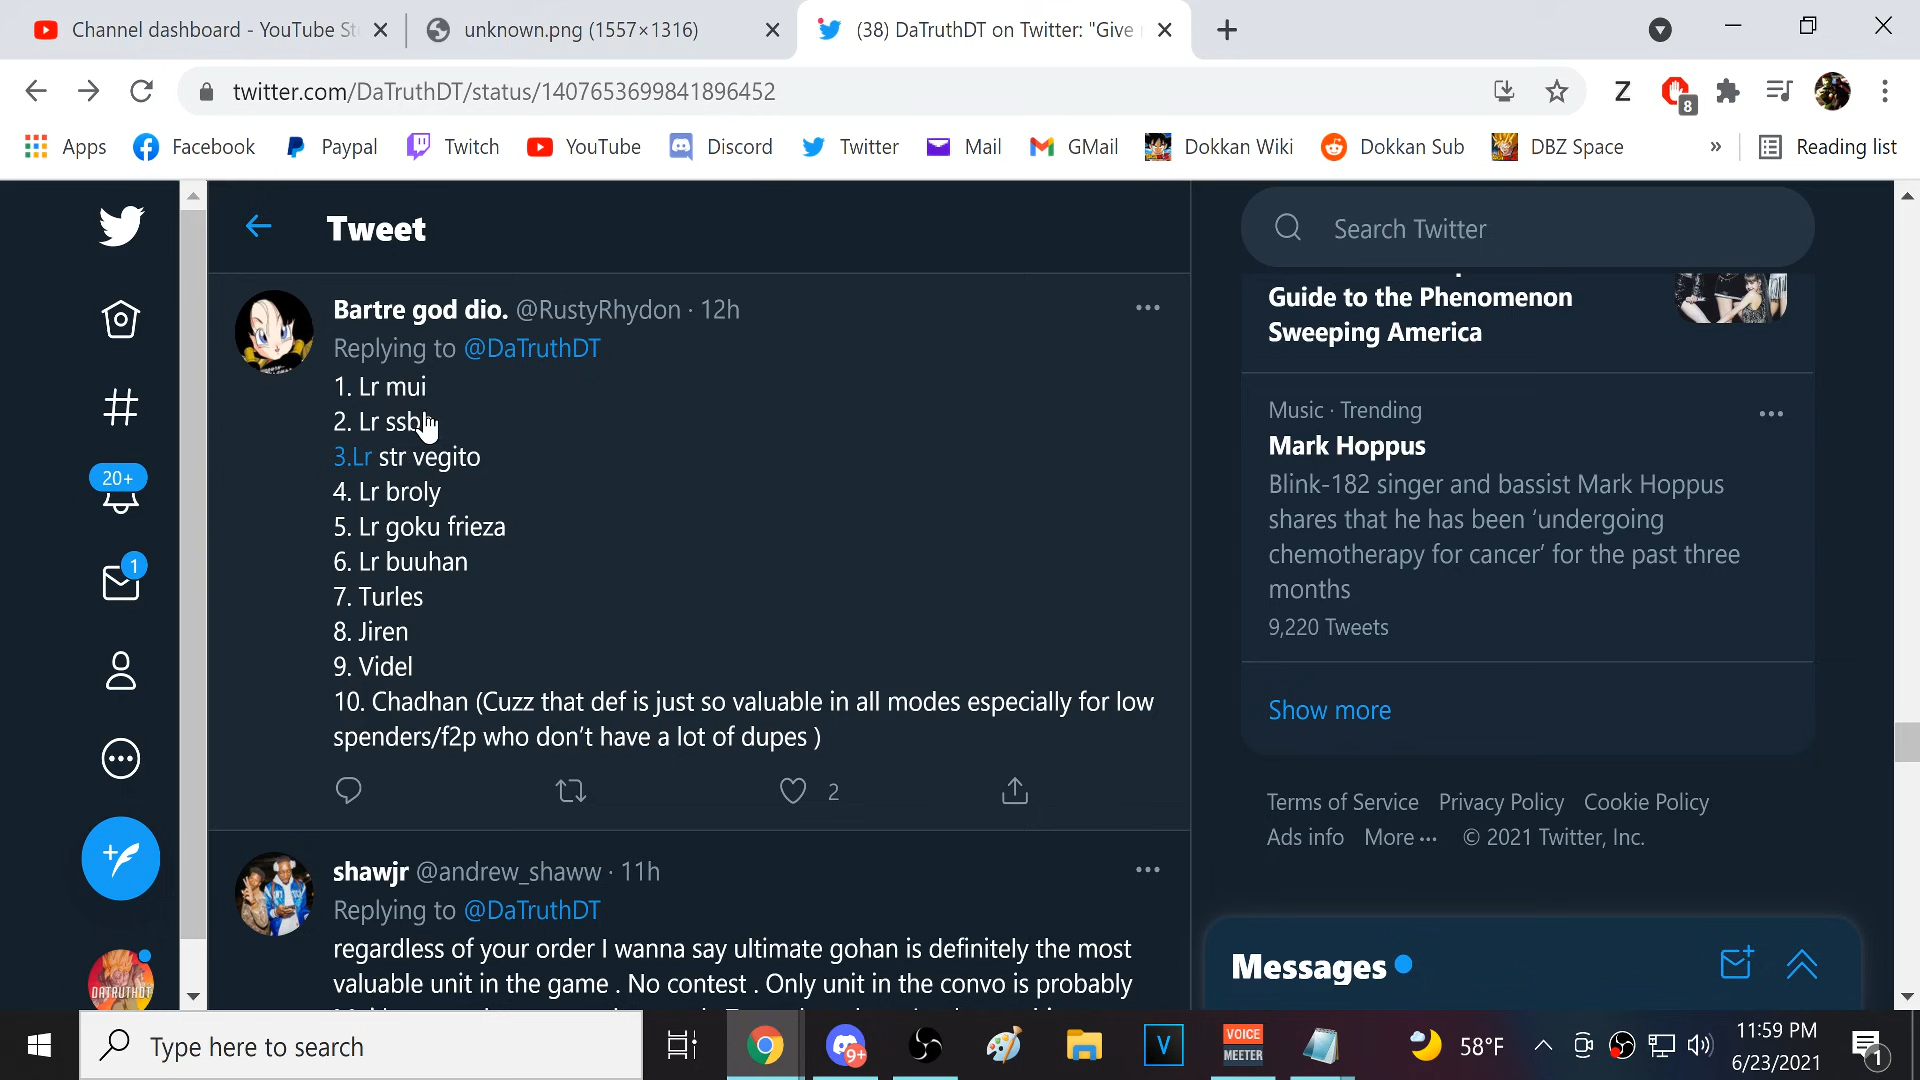 Channel dashboard - YouTube St
unknown.png (1557×1316)
(38) DaTruthDT on Twitter: "Give
twitter.com/DaTruthDT/status/1407653699841896452
Z
8
Apps
Facebook
Paypal
Twitch
YouTube
Discord
Twitter
Mail
GMail
Dokkan Wiki
Dokkan Sub
DBZ Space
»
Reading list
Tweet
Search Twitter
Bartre god dio. @RustyRhydon · 12h
Replying to @DaTruthDT
1. Lr mui
2. Lr ssbk
3.Lr str vegito
4. Lr broly
5. Lr goku frieza
6. Lr buuhan
7. Turles
8. Jiren
9. Videl
10. Chadhan (Cuzz that def is just so valuable in all modes especially for low
spenders/f2p who don't have a lot of dupes )
2
shawjr @andrew_shaww · 11h
Replying to @DaTruthDT
regardless of your order I wanna say ultimate gohan is definitely the most
valuable unit in the game . No contest . Only unit in the convo is probably
20+
1
DATRUTHDT
Guide to the Phenomenon
Sweeping America
Music · Trending
Mark Hoppus
Blink-182 singer and bassist Mark Hoppus
shares that he has been ‘undergoing
chemotherapy for cancer’ for the past three
months
9,220 Tweets
Show more
Terms of Service Privacy Policy Cookie Policy
Ads info More ··· © 2021 Twitter, Inc.
Messages
Type here to search
9+
V
VOICE
MEETER
58°F
11:59 PM
6/23/2021
1